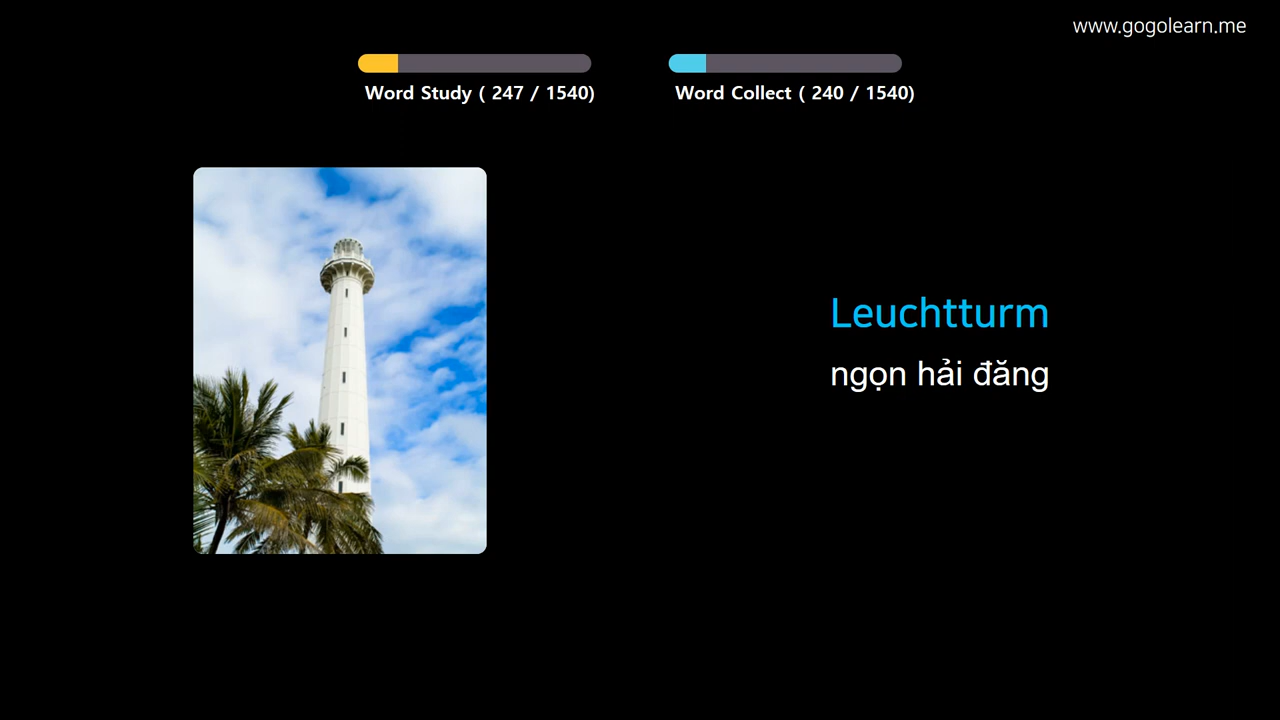 www.gogolearn.me
Word Study ( 247 / 1540)
Word Collect ( 240 / 1540)
Leuchtturm
ngọn hải đăng